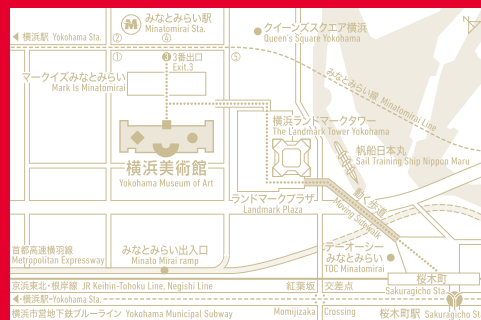 みなとみらい駅
Minatomirai Sta.
クイーンズスクエア横浜
Queen's Square Yokohama
横浜駅 Yokohama Sta.
②
④
①
❸ 3番出口
Exit.3
⑤
みなとみらい線 Minatomirai Line
マークイズみなとみらい
Mark Is Minatomirai
横浜ランドマークタワー
The Landmark Tower Yokohama
帆船日本丸
Sail Training Ship Nippon Maru
横浜美術館
Yokohama Museum of Art
動く歩道
Moving Sidewalk
ランドマークプラザ
Landmark Plaza
首都高速横羽線
Metropolitan Expressway
みなとみらい出入口
Minato Mirai ramp
ティーオーシー
みなとみらい
TOC Minatomirai
桜木町
Sakuragicho Sta.
京浜東北・根岸線 JR Keihin-Tohoku Line, Negishi Line
紅葉坂 交差点
横浜駅・Yokohama Sta.
横浜市営地下鉄ブルーライン Yokohama Municipal Subway
Momijizaka Crossing
桜木町駅 Sakuragicho Sta.
M
N